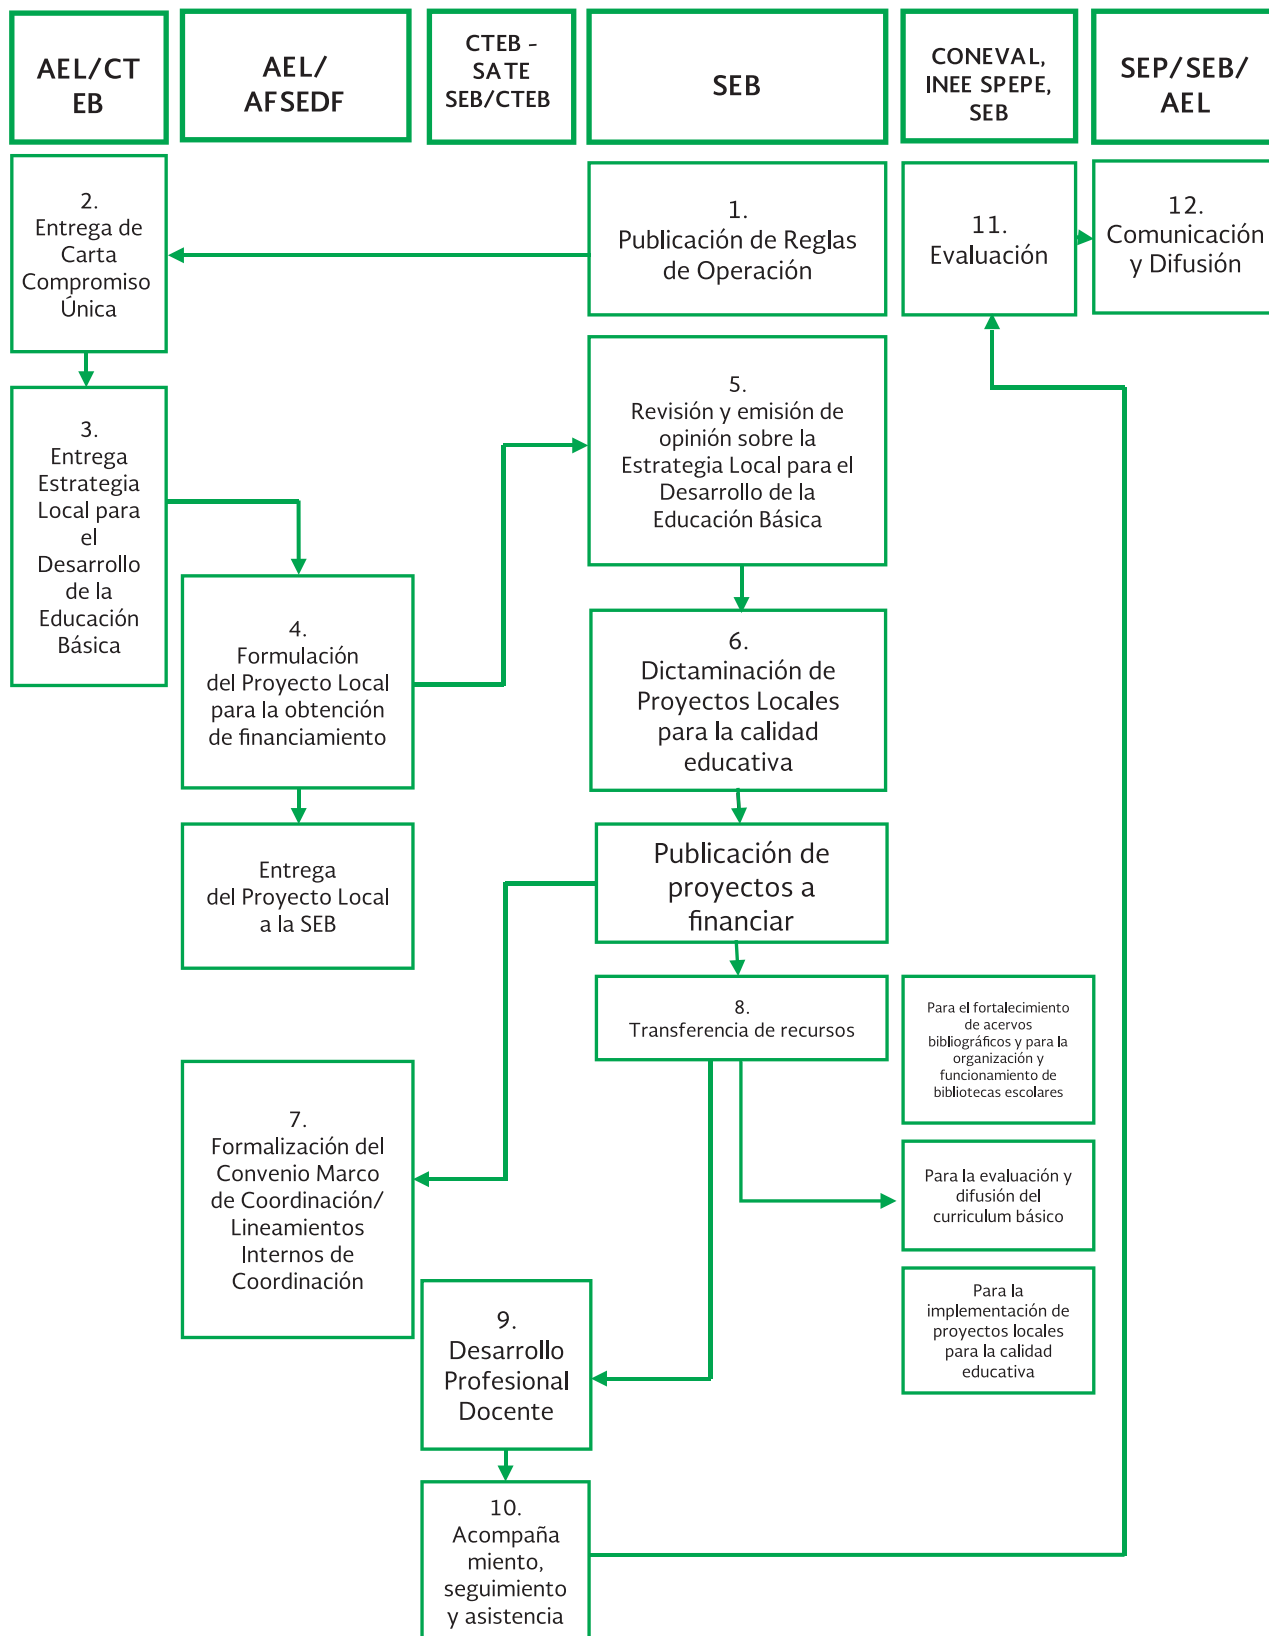 AEL/CT
EB
AEL/
AFSEDF
CTEB -
SATE
SEB/CTEB
SEB
CONEVAL,
INEE SPEPE,
SEB
SEP/SEB/
AEL
2.
Entrega de
Carta
Compromiso
Única
1.
Publicación de Reglas
de Operación
11.
Evaluación
12.
Comunicación
y Difusión
3.
Entrega
Estrategia
Local para
el
Desarrollo
de la
Educación
Básica
5.
Revisión y emisión de
opinión sobre la
Estrategia Local para el
Desarrollo de la
Educación Básica
4.
Formulación
del Proyecto Local
para la obtención
de financiamiento
6.
Dictaminación de
Proyectos Locales
para la calidad
educativa
Entrega
del Proyecto Local
a la SEB
Publicación de
proyectos a
financiar
8.
Transferencia de recursos
Para el fortalecimiento
de acervos
bibliográficos y para la
organización y
funcionamiento de
bibliotecas escolares
7.
Formalización del
Convenio Marco
de Coordinación/
Lineamientos
Internos de
Coordinación
Para la evaluación y
difusión del
curriculum básico
Para la
implementación de
proyectos locales
para la calidad
educativa
9.
Desarrollo
Profesional
Docente
10.
Acompaña
miento,
seguimiento
y asistencia